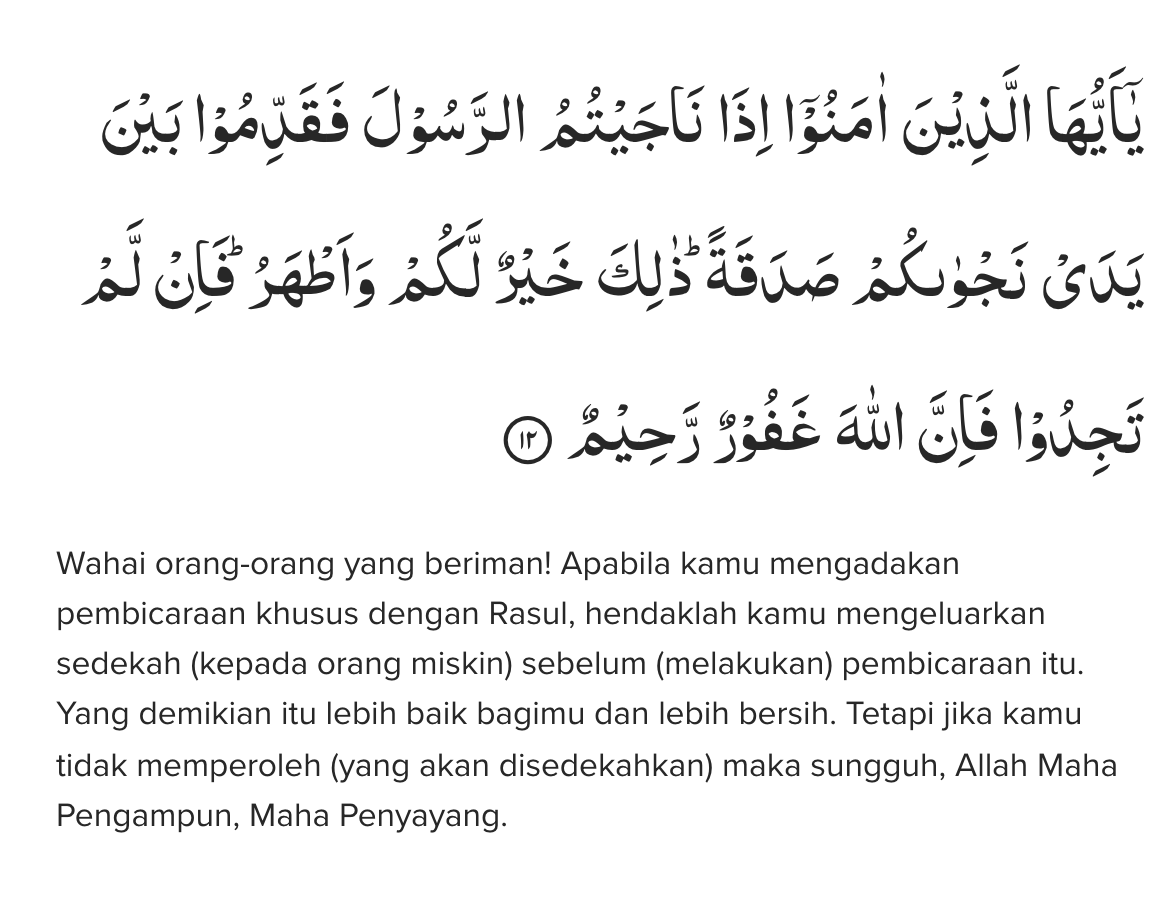 يٰٓاَيُّهَا الَّذِيْنَ اٰمَنُوْٓا اِذَا نَاجَيْتُمُ الرَّسُوْلَ فَقَدِّمُوْا بَيْنَ
يَدَيْ نَجْوٰىكُمْ صَدَقَةً ۗذٰلِكَ خَيْرٌ لَّكُمْ وَاَطْهَرُ ۗفَاِنْ لَّمْ
تَجِدُوْا فَاِنَّ اللّٰهَ غَفُوْرٌ رَّحِيْمٌ ١٢
Wahai orang-orang yang beriman! Apabila kamu mengadakan
pembicaraan khusus dengan Rasul, hendaklah kamu mengeluarkan
sedekah (kepada orang miskin) sebelum (melakukan) pembicaraan itu.
Yang demikian itu lebih baik bagimu dan lebih bersih. Tetapi jika kamu
tidak memperoleh (yang akan disedekahkan) maka sungguh, Allah Maha
Pengampun, Maha Penyayang.